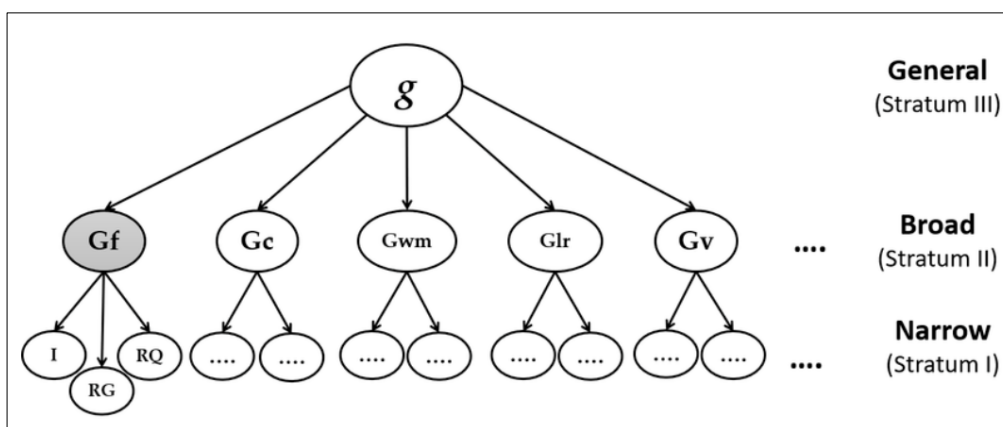 g
General
(Stratum III)
Gf
Gc
Gwm
Glr
Gv
....
Broad
(Stratum II)
I
RG
RQ
....
....
....
....
....
....
....
....
....
Narrow
(Stratum I)